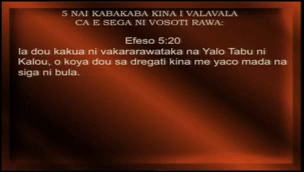 5 NAI KABAKABA KINA I VALAVALA
CA E SEGA NI VOSOTI RAWA:
Efeso 5:20
Ia dou kakua ni vakararawataka na Yalo Tabu ni
Kalou, o koya dou sa dregati kina me yaco mada na
siga ni bula.